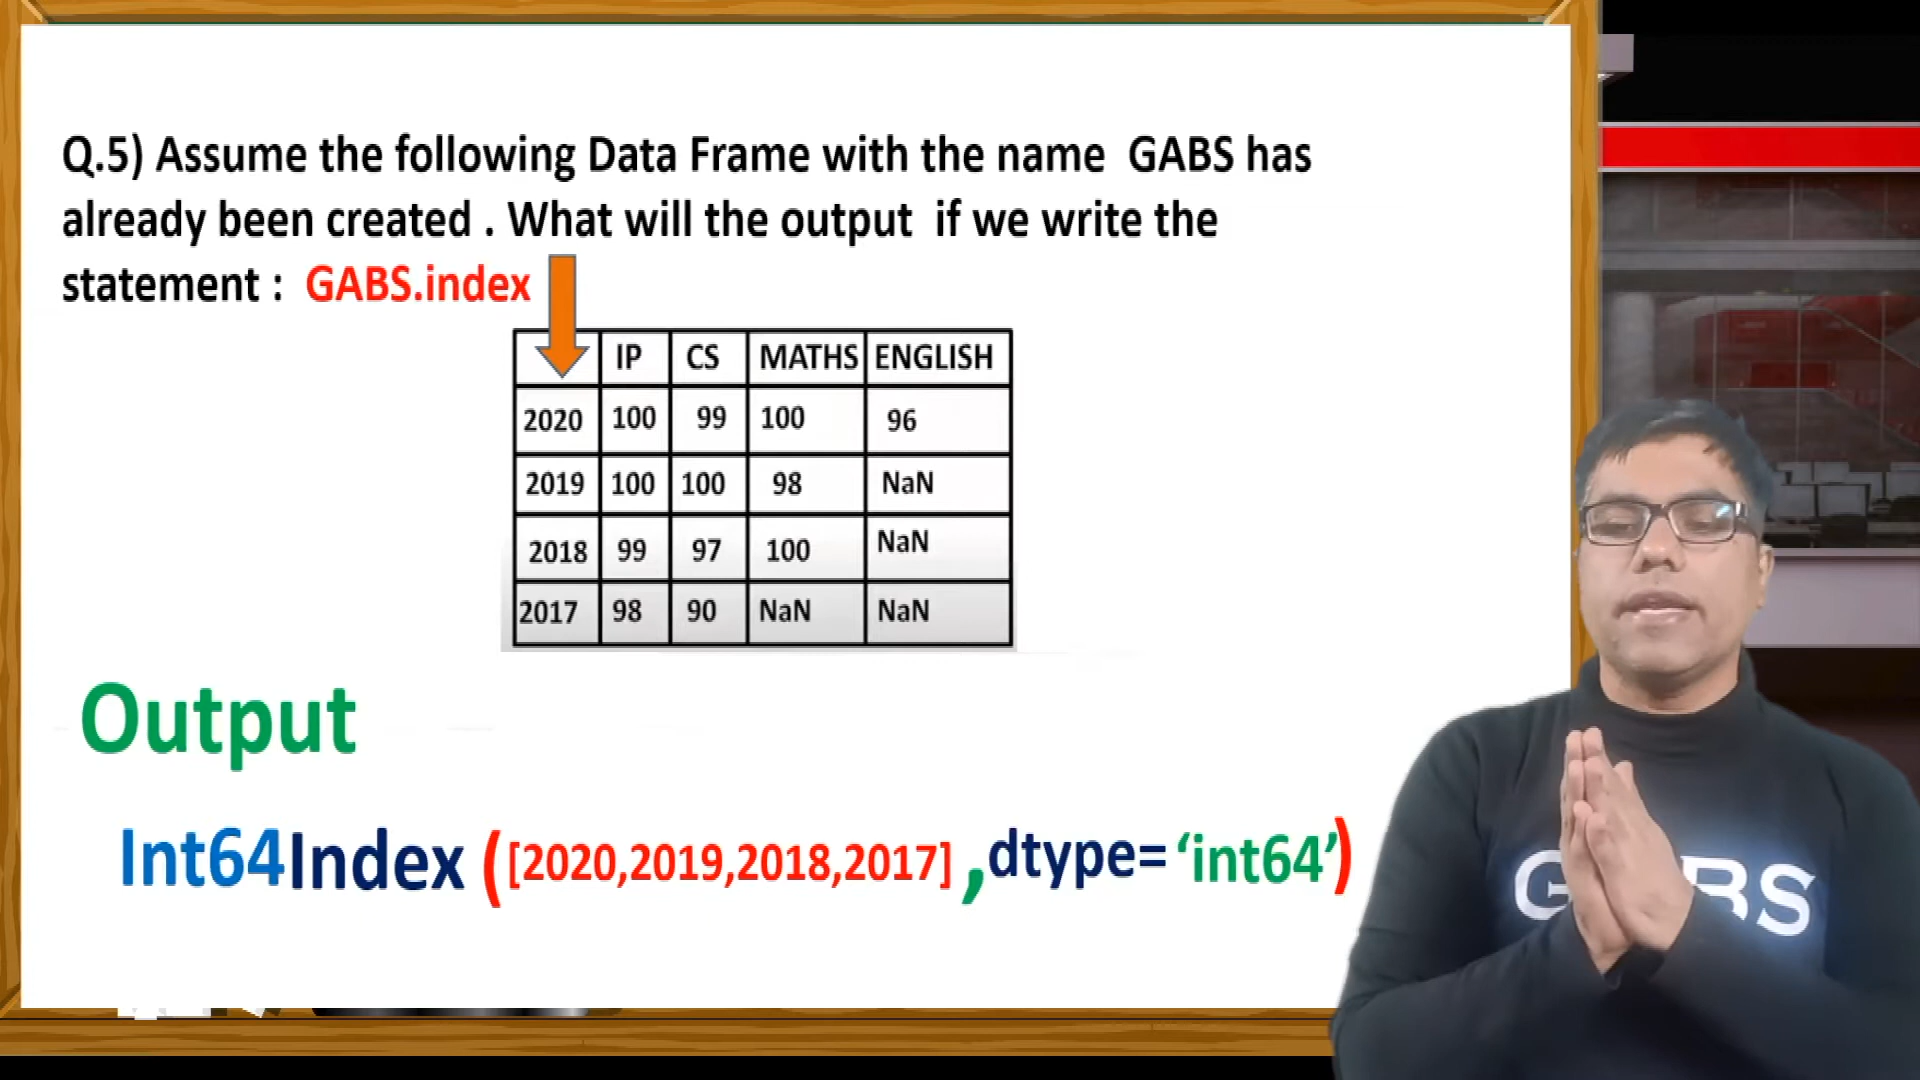 Q.5) Assume the following Data Frame with the name GABS has
already been created . What will the output if we write the
statement : GABS.index
IP CS MATHS ENGLISH
2020 100 99 100 96
2019 100 100 98 NaN
2018 99 97 100 NaN
2017 98 90 NaN NaN
Output
Int64Index ([2020,2019,2018,2017] ,dtype= ‘int64’)